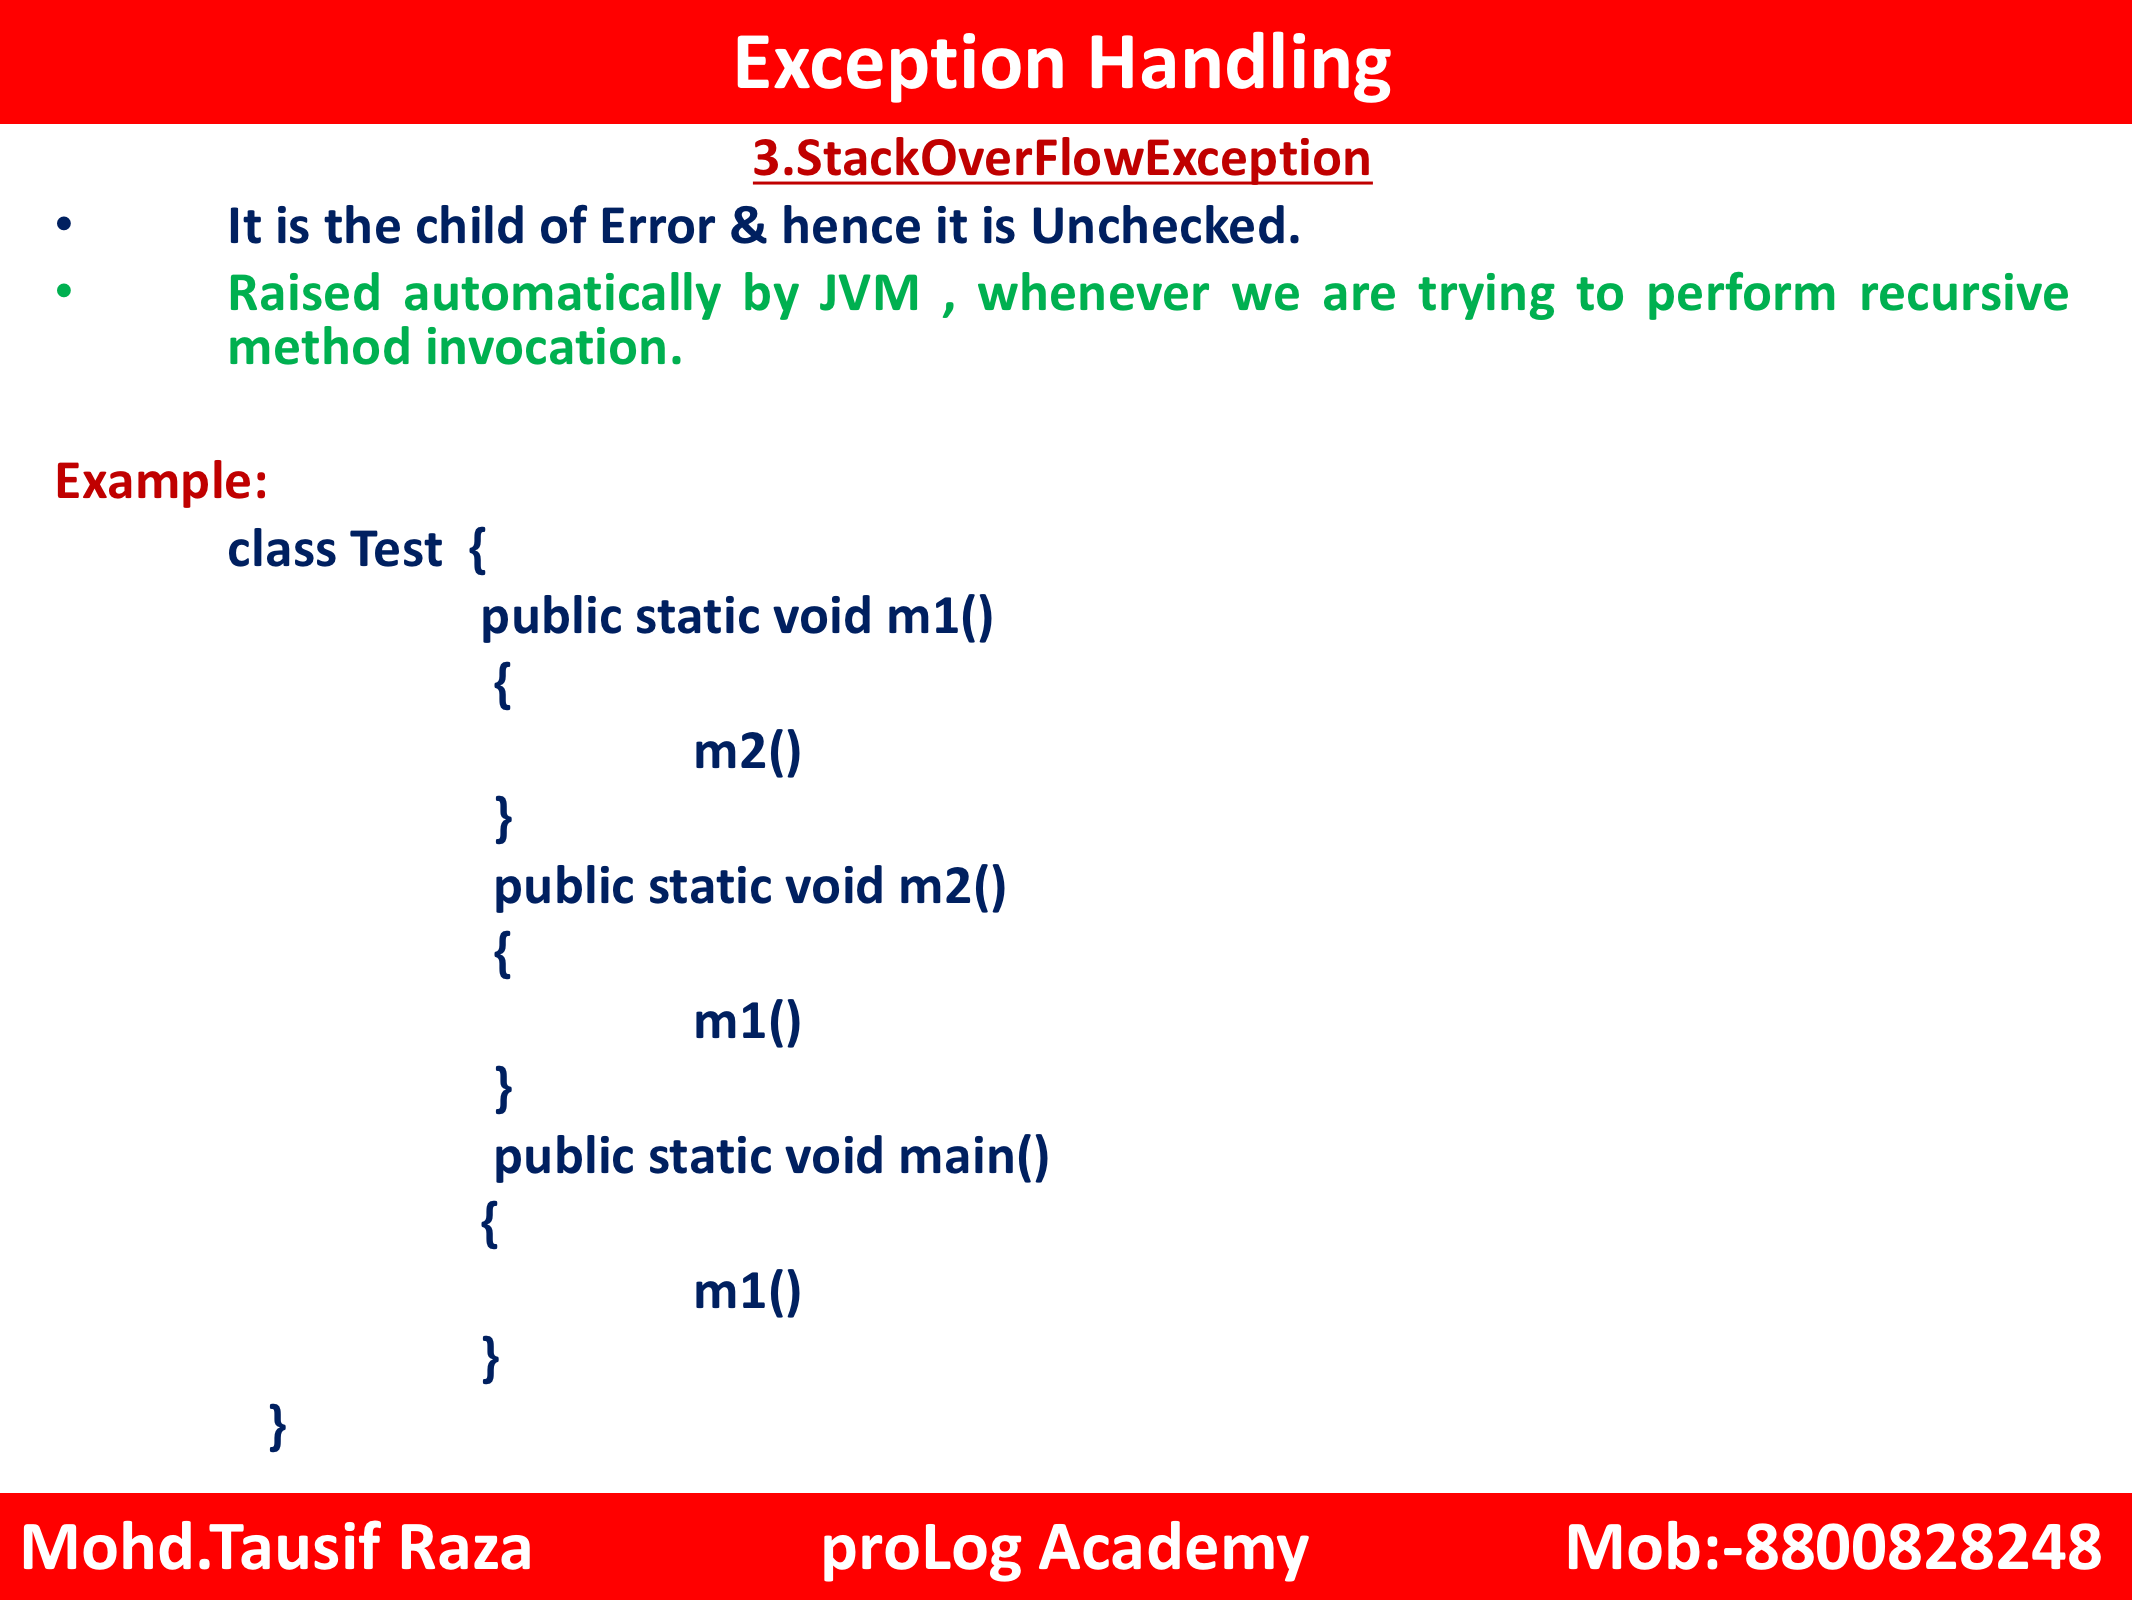 Exception Handling
3.StackOverFlowException
• It is the child of Error & hence it is Unchecked.
• Raised automatically by JVM , whenever we are trying to perform recursive
method invocation.
Example:
class Test {
public static void m1()
{
m2()
}
public static void m2()
{
m1()
}
public static void main()
{
m1()
}
}
Mohd.Tausif Raza proLog Academy Mob:-8800828248